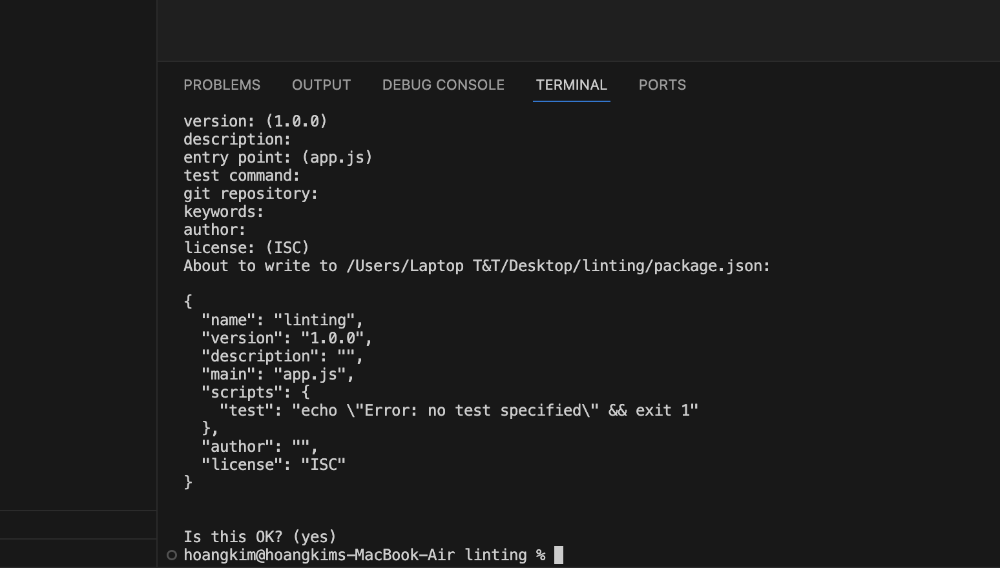 PROBLEMS OUTPUT DEBUG CONSOLE TERMINAL PORTS
version: (1.0.0)
description:
entry point: (app.js)
test command:
git repository:
keywords:
author:
license: (ISC)
About to write to /Users/Laptop T&T/Desktop/linting/package.json:
{
  "name": "linting",
  "version": "1.0.0",
  "description": "",
  "main": "app.js",
  "scripts": {
    "test": "echo \"Error: no test specified\" && exit 1"
  },
  "author": "",
  "license": "ISC"
}
Is this OK? (yes)
hoangkim@hoangkims-MacBook-Air linting %